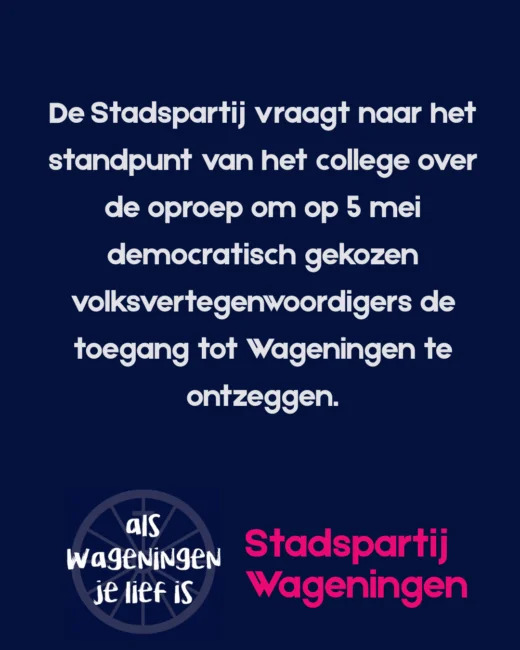 De Stadspartij vraagt naar het
standpunt van het college over
de oproep om op 5 mei
democratisch gekozen
volksvertegenwoordigers de
toegang tot Wageningen te
ontzeggen.
als
wageningen
je lief is
Stadspartij
Wageningen